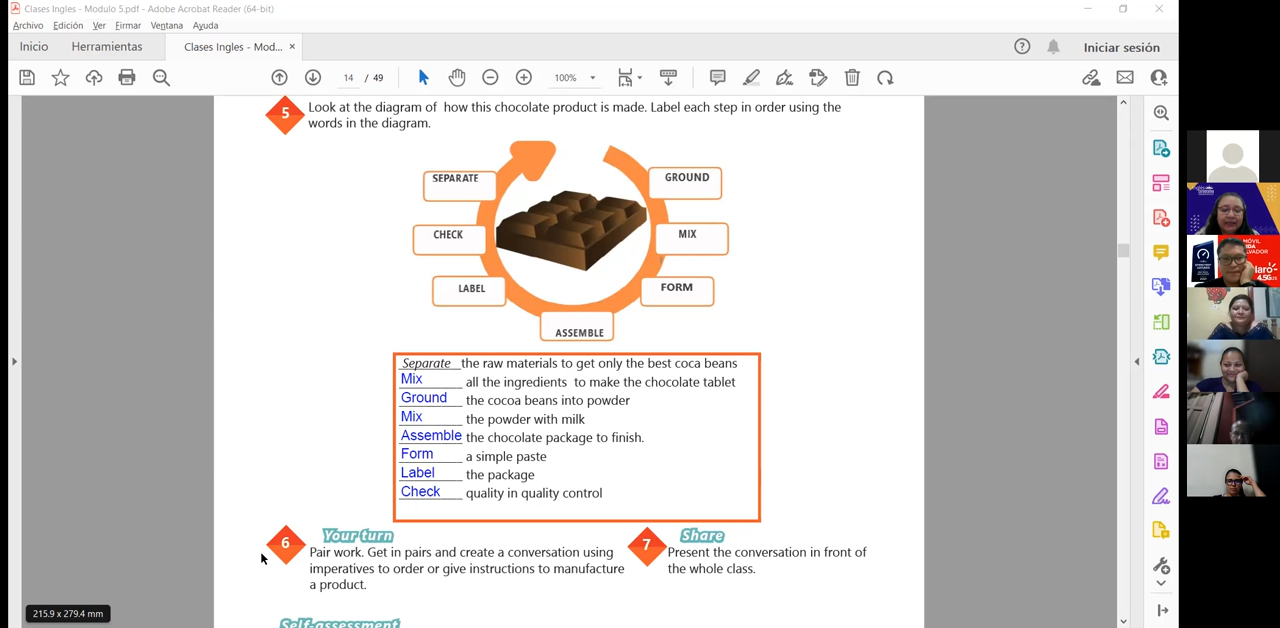 Clases Ingles - Modulo 5.pdf - Adobe Acrobat Reader (64-bit)
Archivo Edición Ver Firmar Ventana Ayuda
Inicio Herramientas Clases Ingles - Mod... × Iniciar sesión
14 / 49 100%
5 Look at the diagram of how this chocolate product is made. Label each step in order using the
words in the diagram.
SEPARATE GROUND
CHECK MIX
LABEL FORM
ASSEMBLE
Separate the raw materials to get only the best coca beans
Mix all the ingredients to make the chocolate tablet
Ground the cocoa beans into powder
Mix the powder with milk
Assemble the chocolate package to finish.
Form a simple paste
Label the package
Check quality in quality control
6 Your turn 7 Share
Pair work. Get in pairs and create a conversation using Present the conversation in front of
imperatives to order or give instructions to manufacture the whole class.
a product.
215.9 x 279.4 mm
Self-assessment